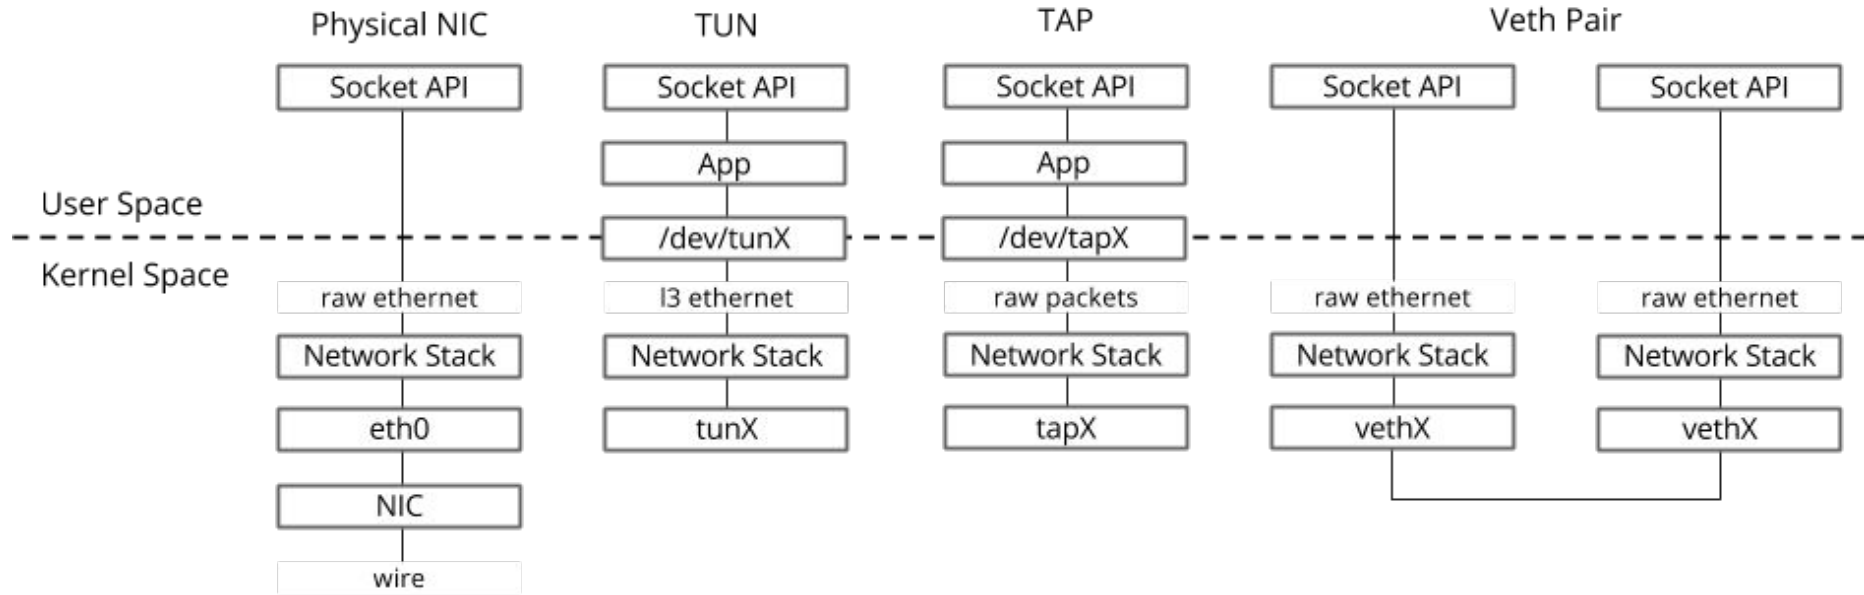 Physical NIC TUN TAP Veth Pair
Socket API Socket API Socket API Socket API Socket API
App App
User Space
/dev/tunX /dev/tapX
Kernel Space
raw ethernet l3 ethernet raw packets raw ethernet raw ethernet
Network Stack Network Stack Network Stack Network Stack Network Stack
eth0 tunX tapX vethX vethX
NIC
wire